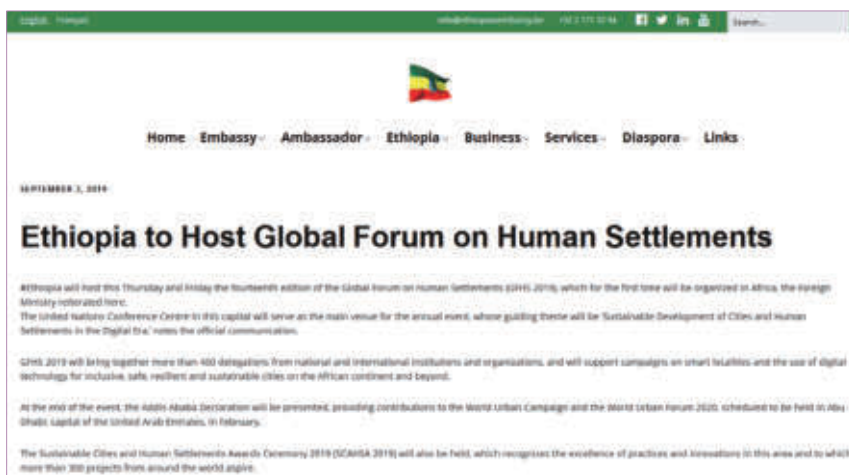 English Français
Search...
Home Embassy Ambassador Ethiopia Business Services Diaspora Links
SEPTEMBER 3, 2019
Ethiopia to Host Global Forum on Human Settlements
#Ethiopia will host this Thursday and Friday the fourteenth edition of the Global Forum on Human Settlements (GFHS 2019), which for the first time will be organized in Africa, the Foreign
Ministry reiterated here.
The United Nations Conference Centre in this capital will serve as the main venue for the annual event, whose guiding theme will be 'Sustainable Development of Cities and Human
Settlements in the Digital Era,' notes the official communication.
GFHS 2019 will bring together more than 400 delegations from national and international institutions and organizations, and will support campaigns on smart localities and the use of digital
technology for inclusive, safe, resilient and sustainable cities on the African continent and beyond.
At the end of the event, the Addis Ababa Declaration will be presented, providing contributions to the World Urban Campaign and the World Urban Forum 2020, scheduled to be held in Abu
Dhabi, capital of the United Arab Emirates, in February.
The Sustainable Cities and Human Settlements Awards Ceremony 2019 (SCAHSA 2019) will also be held, which recognizes the excellence of practices and innovations in this area and to which
more than 300 projects from around the world aspire.